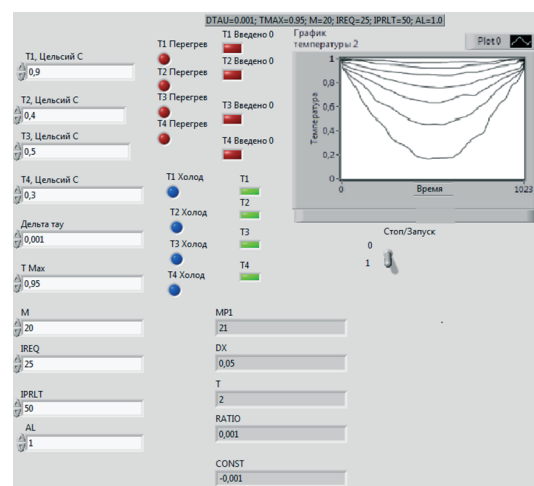 DTAU=0.001; TMAX=0.95; M=20; IREQ=25; IPRLT=50; AL=1.0
T1, Цельсий С
0,9
T2, Цельсий С
0,4
T3, Цельсий С
0,5
T4, Цельсий С
0,3
Дельта тау
0,001
T Max
0,95
M
20
IREQ
25
IPRLT
50
AL
1
T1 Перегрев
T2 Перегрев
T3 Перегрев
T4 Перегрев
T1 Введено 0
T2 Введено 0
T3 Введено 0
T4 Введено 0
T1 Холод
T2 Холод
T3 Холод
T4 Холод
T1
T2
T3
T4
MP1
21
DX
0,05
T
2
RATIO
0,001
CONST
-0,001
График
температуры 2
Plot 0
Температура
1
0,8
0,6
0,4
0,2
0
0
Время
1023
Стоп/Запуск
0
1